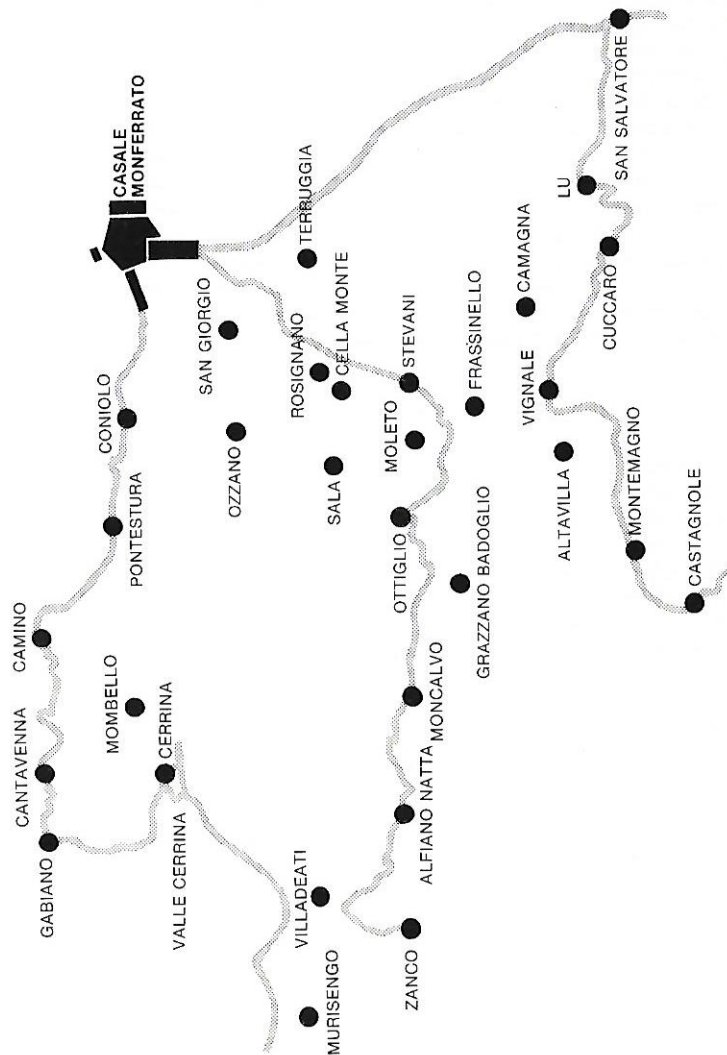 CASALE
MONFERRATO
CONIOLO
PONTESTURA
CAMINO
CANTAVENNA
GABIANO
MOMBELLO
CERRINA
VALLE CERRINA
SAN GIORGIO
OZZANO
TERRUGGIA
ROSIGNANO
CELLA MONTE
SALA
STEVANI
MOLETO
OTTIGLIO
FRASSINELLO
GRAZZANO BADOGLIO
MONCALVO
ALFIANO NATTA
VILLADEATI
MURISENGO
ZANCO
SAN SALVATORE
LU
CUCCARO
CAMAGNA
VIGNALE
ALTAVILLA
MONTEMAGNO
CASTAGNOLE